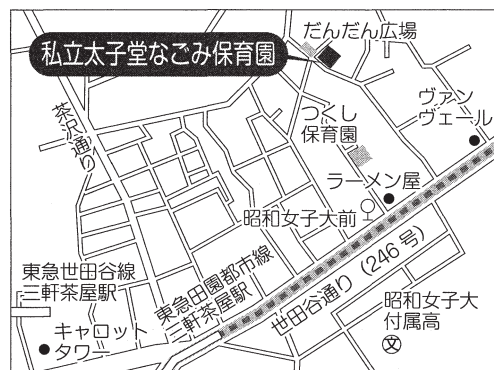 だんだん広場
私立太子堂なごみ保育園
ヴァン
ヴェール
茶沢通り
つくし
保育園
ラーメン屋
昭和女子大前
世田谷通り(246号)
東急世田谷線
三軒茶屋駅
東急田園都市線
三軒茶屋駅
昭和女子大
付属高
文
キャロット
タワー